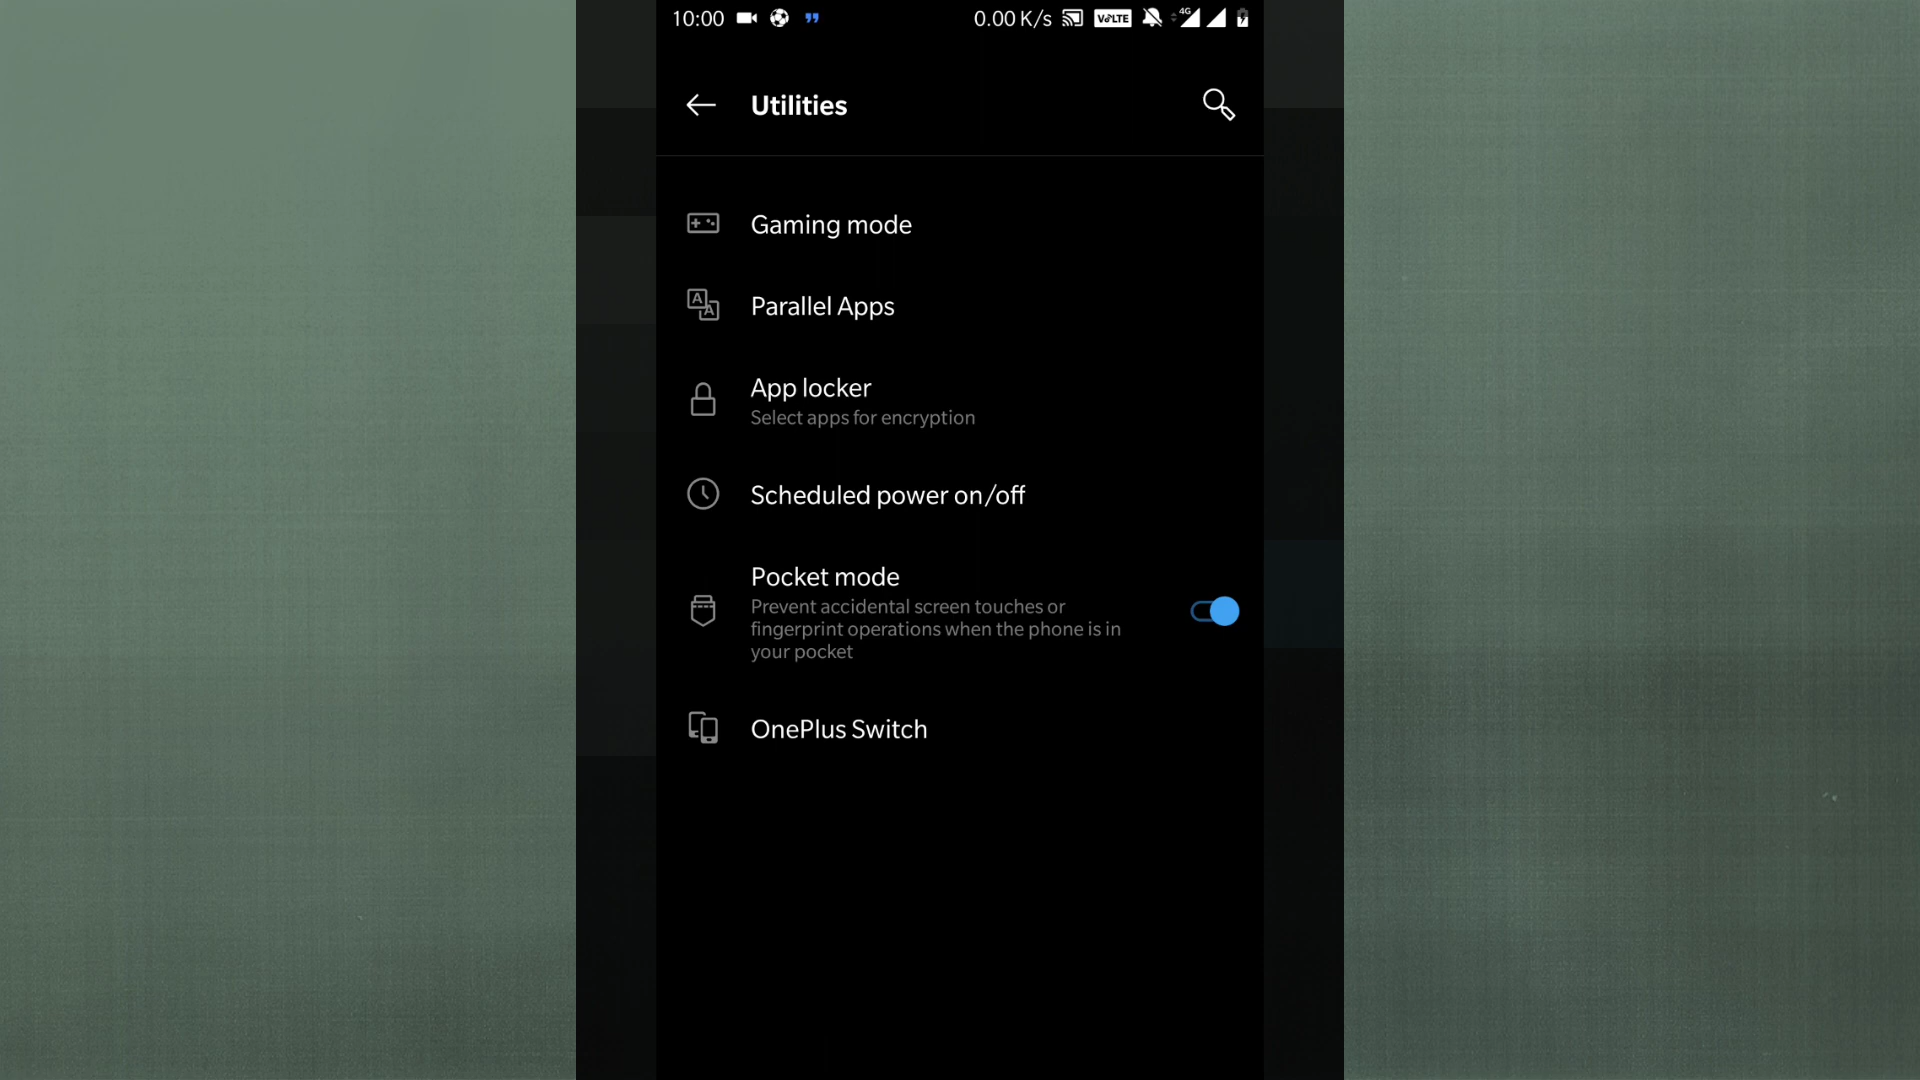 10:00 0.00 K/s VoLTE 4G
Utilities
Gaming mode
Parallel Apps
App locker
Select apps for encryption
Scheduled power on/off
Pocket mode
Prevent accidental screen touches or
fingerprint operations when the phone is in
your pocket
OnePlus Switch